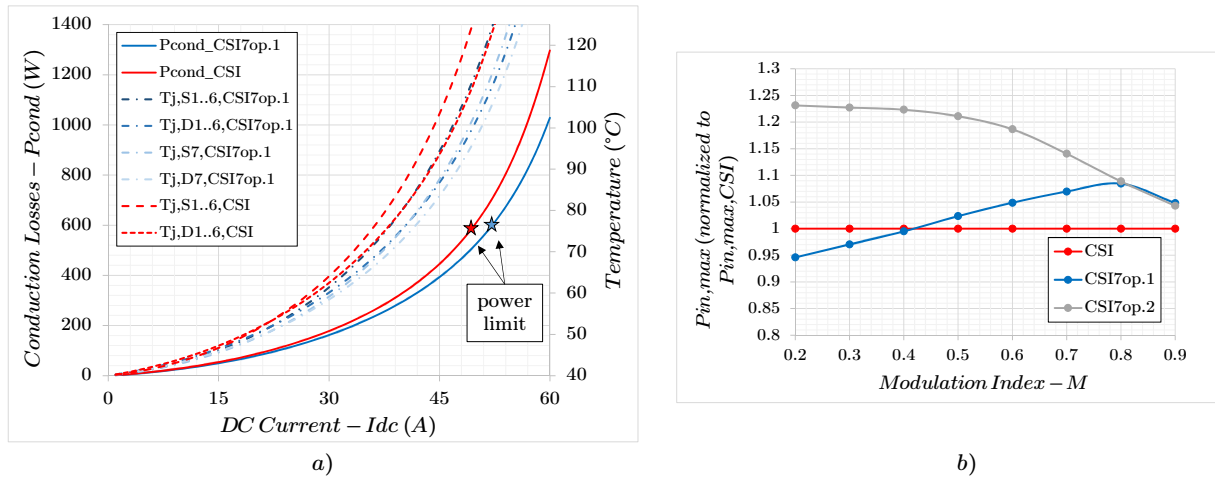 1400
1200
1000
800
600
400
200
0
Conduction Losses − Pcond (W)
Pcond_CSI7op.1
Pcond_CSI
Tj,S1..6,CSI7op.1
Tj,D1..6,CSI7op.1
Tj,S7,CSI7op.1
Tj,D7,CSI7op.1
Tj,S1..6,CSI
Tj,D1..6,CSI
power
limit
120
110
100
90
80
70
60
50
40
Temperature (°C)
0 15 30 45 60
DC Current − Idc (A)
a)
1.3
1.25
1.2
1.15
1.1
1.05
1
0.95
0.9
0.85
0.8
Pin,max (normalized to
Pin,max,CSI)
CSI
CSI7op.1
CSI7op.2
0.2 0.3 0.4 0.5 0.6 0.7 0.8 0.9
Modulation Index − M
b)